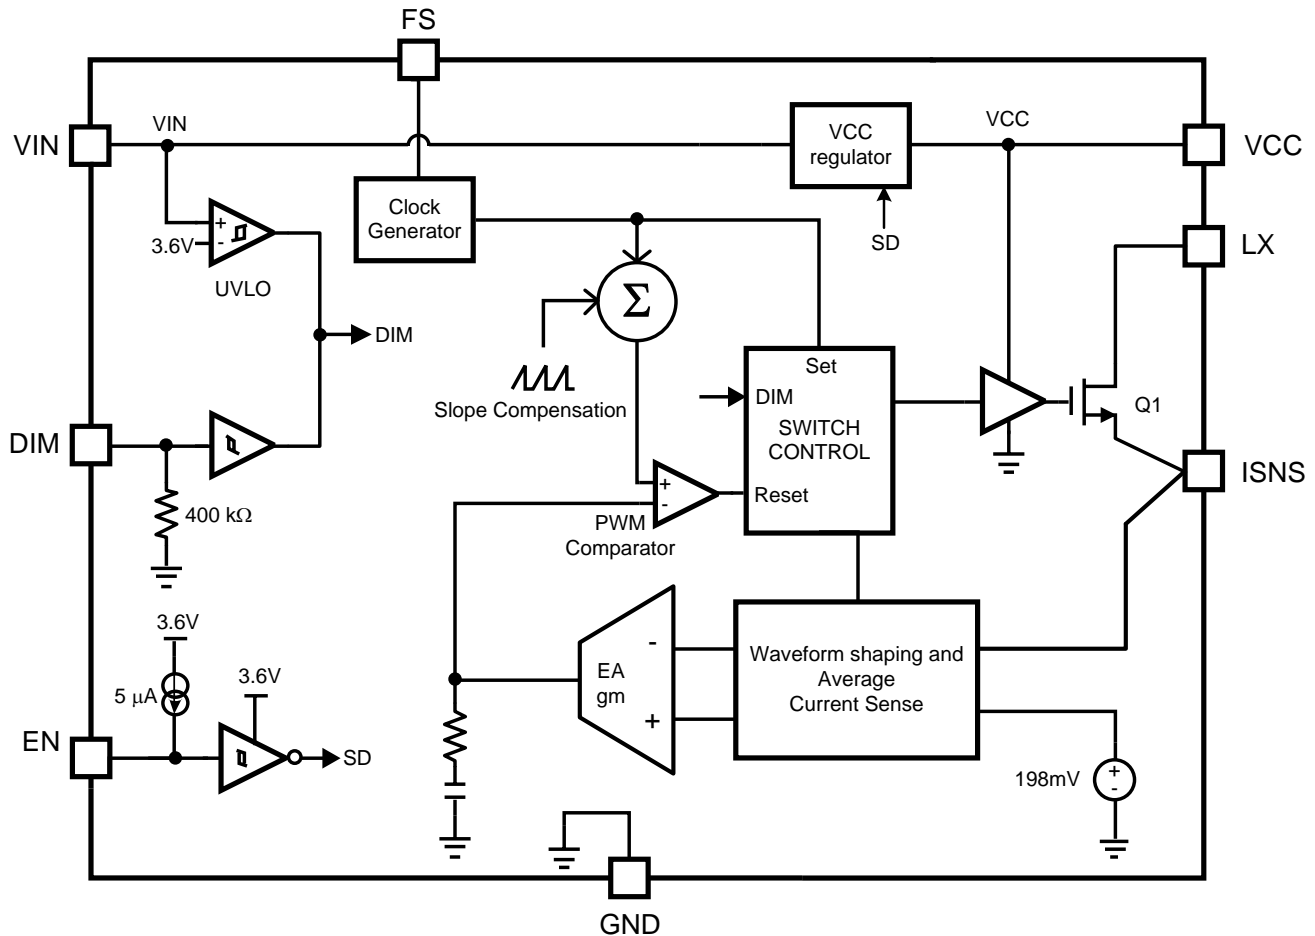 FS
VIN
VIN
VCC
regulator
VCC
VCC
Clock
Generator
+
3.6V
-
UVLO
SD
LX
Σ
DIM
Slope Compensation
Set
DIM
SWITCH
CONTROL
Reset
Q1
DIM
ISNS
400 kΩ
+
-
PWM
Comparator
3.6V
5 μA
3.6V
EN
SD
EA
gm
-
+
Waveform shaping and
Average
Current Sense
198mV
+
-
GND